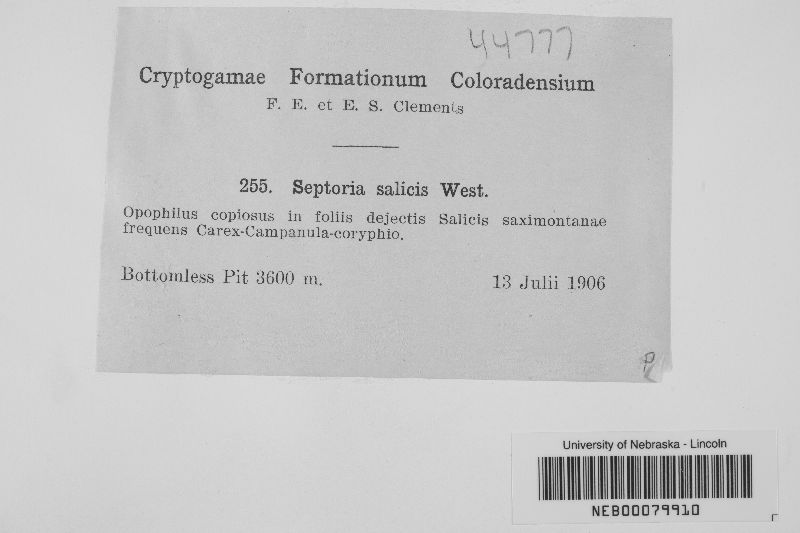 44777
Cryptogamae Formationum Coloradensium
F. E. et E. S. Clements
255. Septoria salicis West.
Opophilus copiosus in foliis dejectis Salicis saximontanae
frequens Carex-Campanula-coryphio.
Bottomless Pit 3600 m. 13 Julii 1906
P
University of Nebraska - Lincoln
NEB00079910